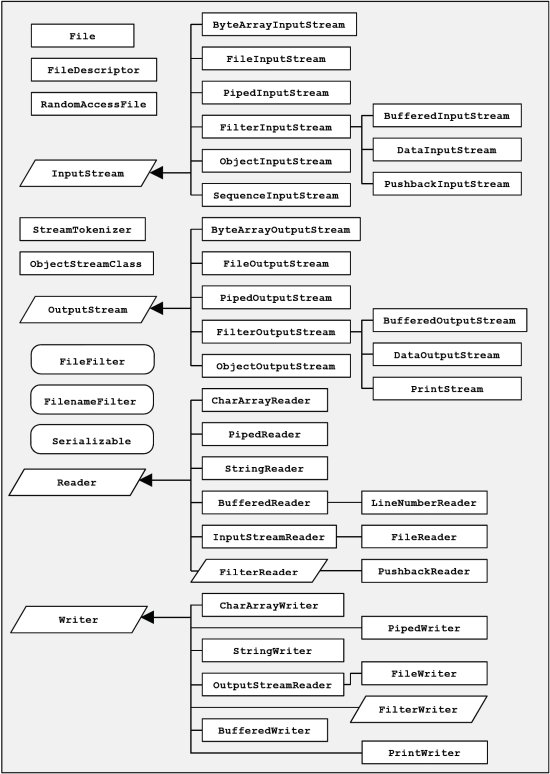 File
FileDescriptor
RandomAccessFile
InputStream
ByteArrayInputStream
FileInputStream
PipedInputStream
FilterInputStream
ObjectInputStream
SequenceInputStream
BufferedInputStream
DataInputStream
PushbackInputStream
StreamTokenizer
ObjectStreamClass
OutputStream
ByteArrayOutputStream
FileOutputStream
PipedOutputStream
FilterOutputStream
ObjectOutputStream
BufferedOutputStream
DataOutputStream
PrintStream
FileFilter
FilenameFilter
Serializable
Reader
CharArrayReader
PipedReader
StringReader
BufferedReader
InputStreamReader
FilterReader
LineNumberReader
FileReader
PushbackReader
Writer
CharArrayWriter
PipedWriter
StringWriter
OutputStreamReader
FileWriter
FilterWriter
BufferedWriter
PrintWriter